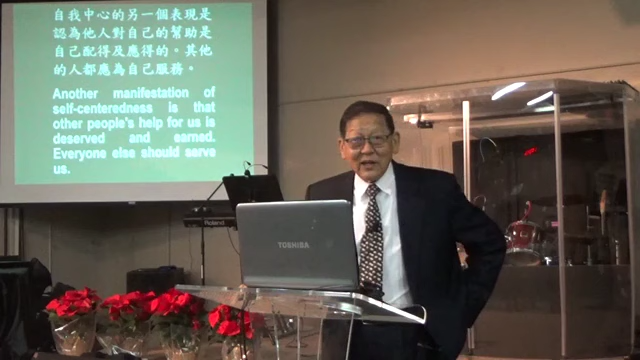 自我中心的另一個表現是
認為他人對自己的幫助是
自己配得及應得的。其他
的人都應為自己服務。
Another manifestation of
self-centeredness is that
other people's help for us is
deserved and earned.
Everyone else should serve
us.
Roland
TOSHIBA